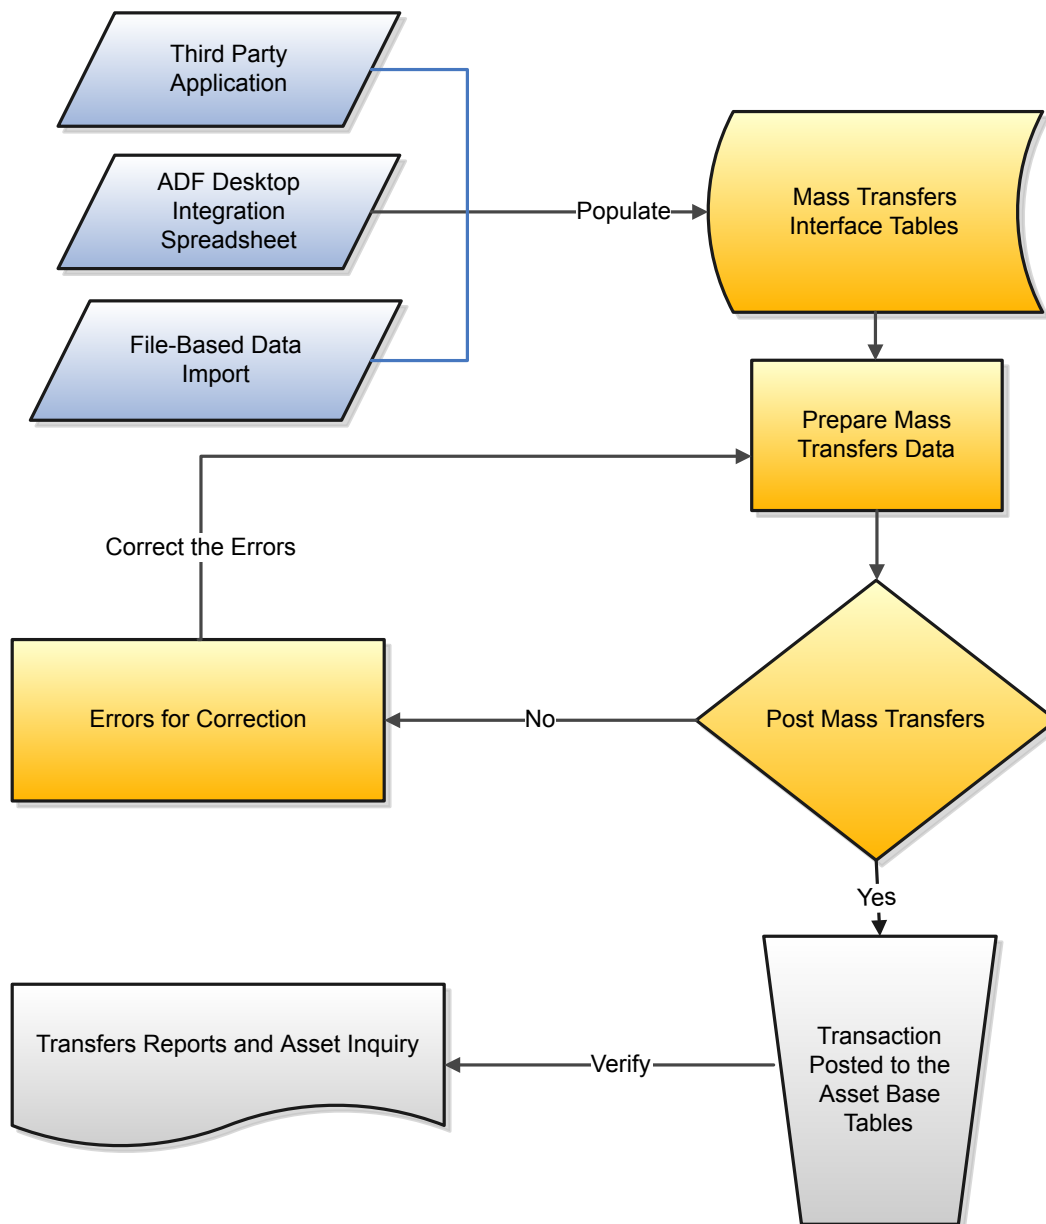 Third Party
Application
ADF Desktop
Integration
Spreadsheet
Populate
Mass Transfers
Interface Tables
File-Based Data
Import
Prepare Mass
Transfers Data
Correct the Errors
Errors for Correction
No
Post Mass Transfers
Yes
Transfers Reports and Asset Inquiry
Verify
Transaction
Posted to the
Asset Base
Tables